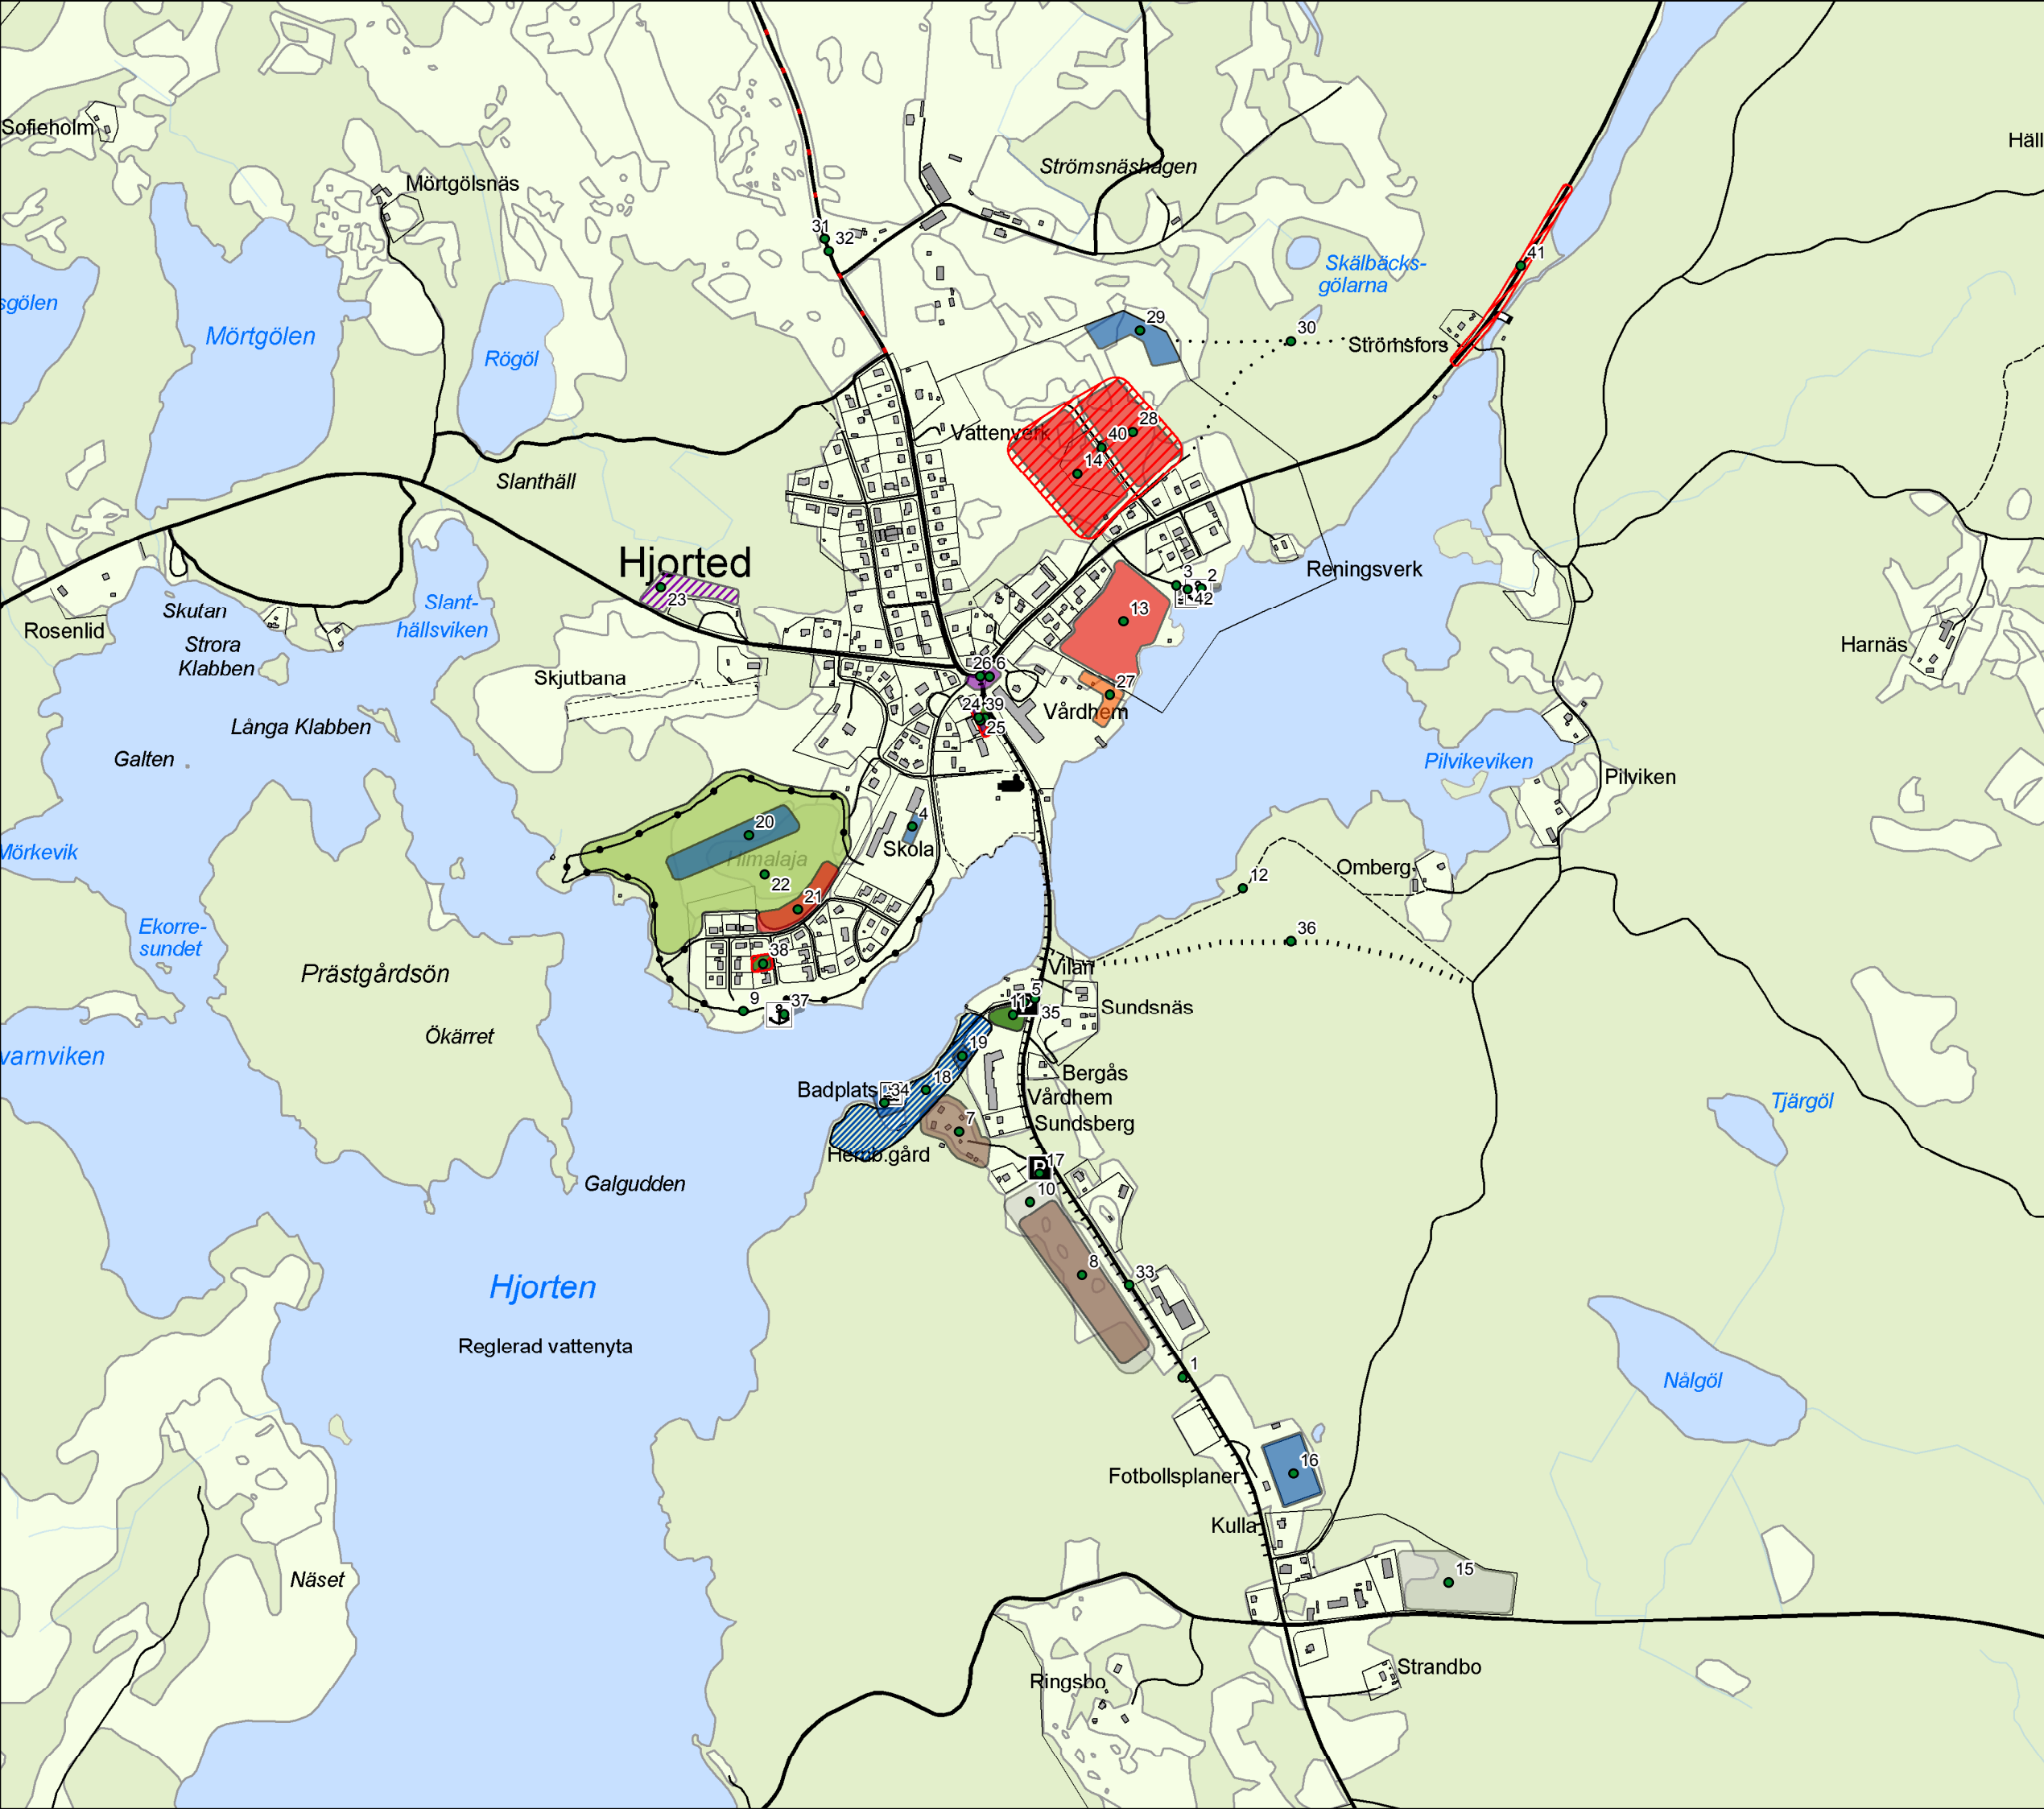 Sofieholm
Häll
Mörtgölsnäs
Strömsnäshagen
31
32
41
Skälbäcks-
gölarna
sgölen
Mörtgölen
Rögöl
29
30
Strömsfors
28
Vattenverk
40
14
Slanthäll
Hjorted
23
Reningsverk
3
2
42
Slant-
hällsviken
Skutan
Rosenlid
Strora
Klabben
13
Harnäs
Skjutbana
26
6
27
24
39
25
Vårdhem
Långa Klabben
Galten
Pilvikeviken
Pilviken
20
4
Skola
Himalaja
Mörkevik
22
Omberg
12
21
Ekorre-
sundet
36
38
Vilan
Prästgårdsön
9
37
5
11
35
Sundsnäs
Ökärret
varnviken
19
18
Bergås
Badplats
34
Vårdhem
Tjärgöl
Sundsberg
7
Hemb.gård
P
17
Galgudden
10
8
33
Hjorten
Reglerad vattenyta
1
Nålgöl
16
Fotbollsplaner
Kulla
15
Näset
Strandbo
Ringsbo